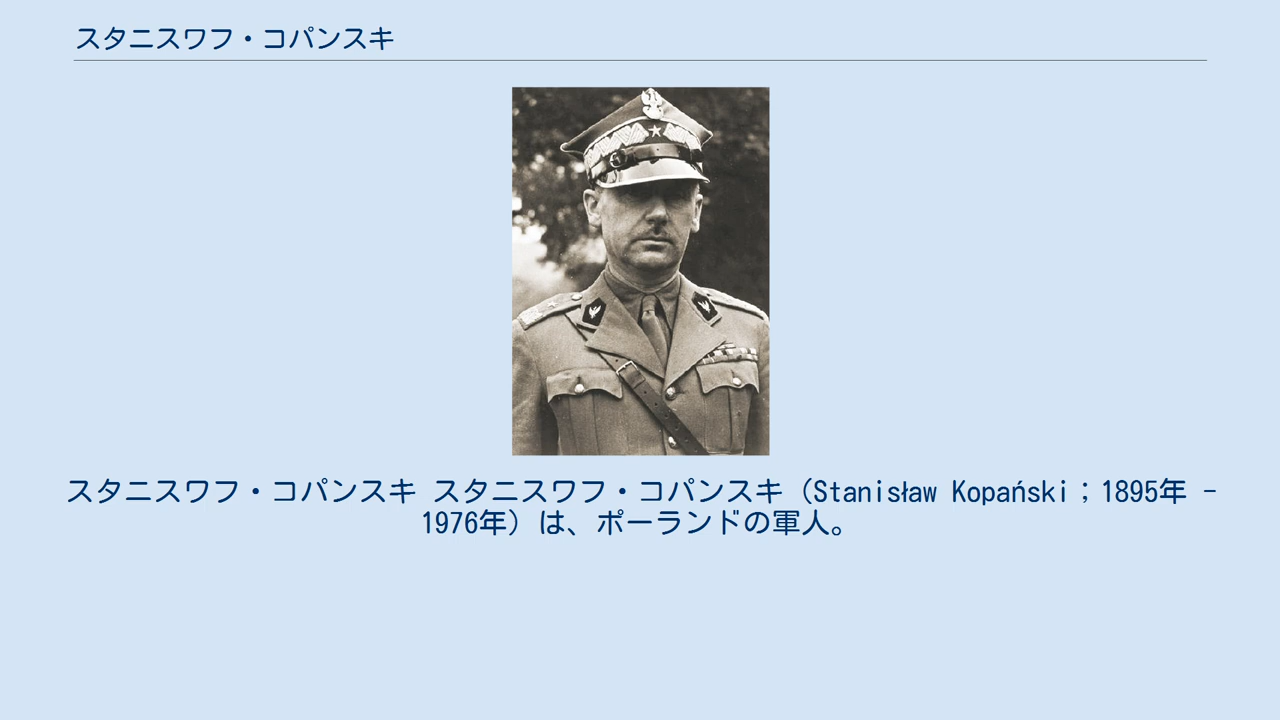 スタニスワフ・コパンスキ
スタニスワフ・コパンスキ スタニスワフ・コパンスキ（Stanisław Kopański；1895年 -
1976年）は、ポーランドの軍人。